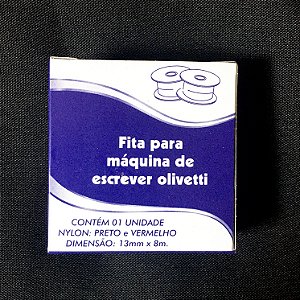 Fita para
máquina de
escrever olivetti
CONTÉM 01 UNIDADE
NYLON: PRETO e VERMELHO
DIMENSÃO: 13mm x 8m.